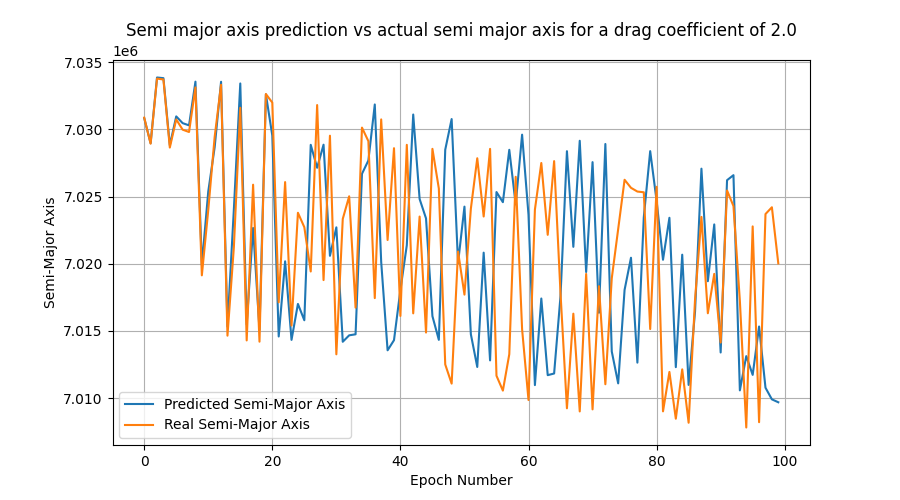 Semi major axis prediction vs actual semi major axis for a drag coefficient of 2.0
1e6
7.035
7.030
7.025
7.020
7.015
7.010
Semi-Major Axis
Predicted Semi-Major Axis
Real Semi-Major Axis
0 20 40 60 80 100
Epoch Number